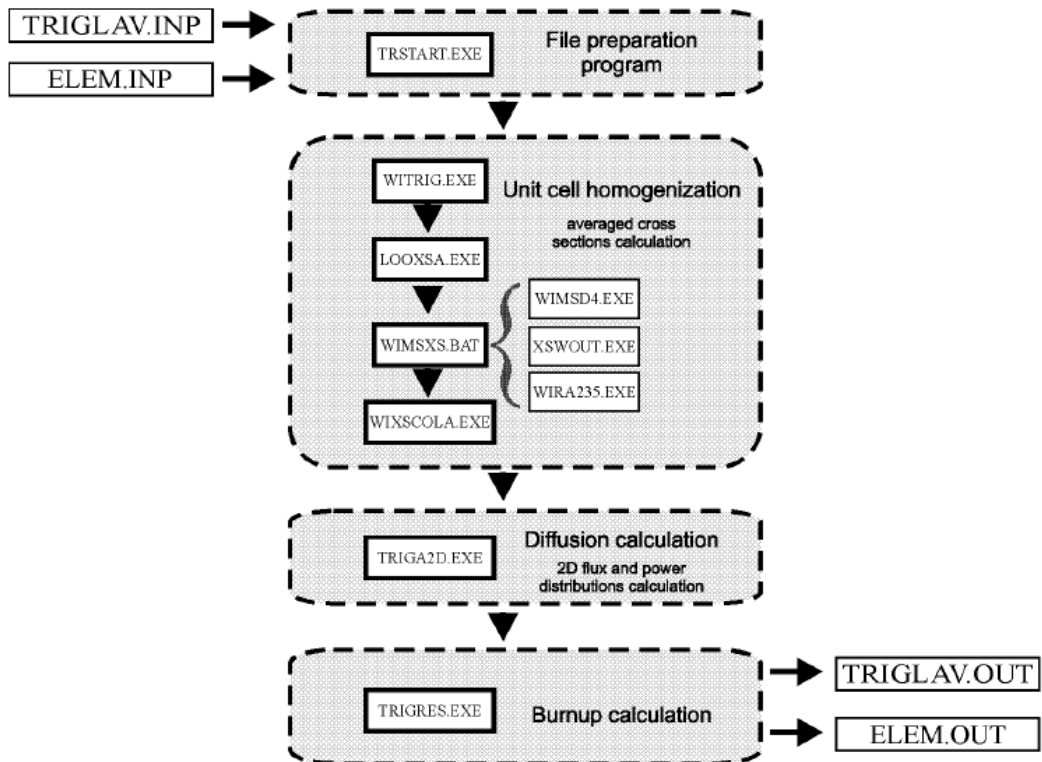 TRIGLAV.INP
ELEM.INP
TRSTART.EXE
File preparation
program
WITRIG.EXE
Unit cell homogenization
averaged cross
sections calculation
LOOXSA.EXE
WIMSXS.BAT
WIMSD4.EXE
XSWOUT.EXE
WIRA235.EXE
WIXSCOLA.EXE
TRIGA2D.EXE
Diffusion calculation
2D flux and power
distributions calculation
TRIGRES.EXE
Burnup calculation
TRIGLAV.OUT
ELEM.OUT